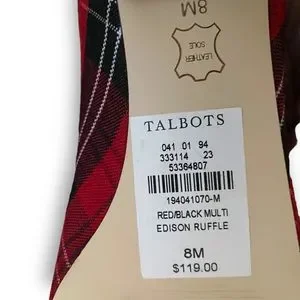 8M
LEATHER
SOLE
TALBOTS
041 01 94
333114 23
53364807
194041070-M
RED/BLACK MULTI
EDISON RUFFLE
8M
$119.00